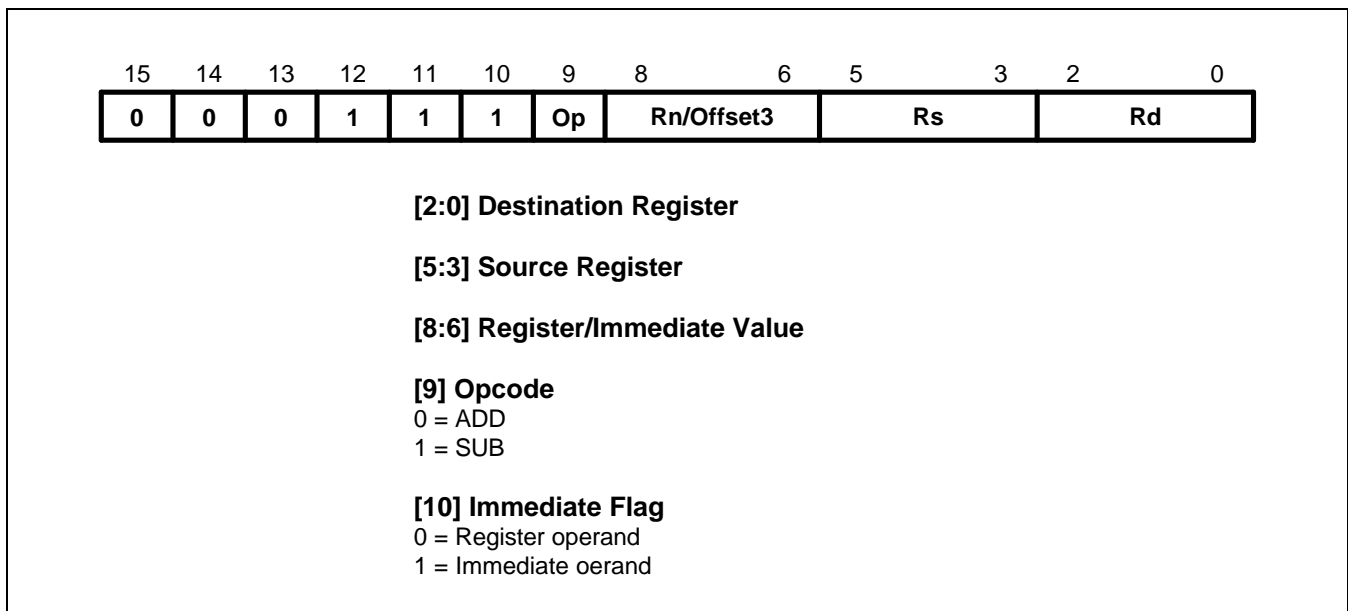 15 14 13 12 11 10 9 8 6 5 3 2 0
0 0 0 1 1 1 Op Rn/Offset3 Rs Rd
[2:0] Destination Register
[5:3] Source Register
[8:6] Register/Immediate Value
[9] Opcode
0 = ADD
1 = SUB
[10] Immediate Flag
0 = Register operand
1 = Immediate oerand